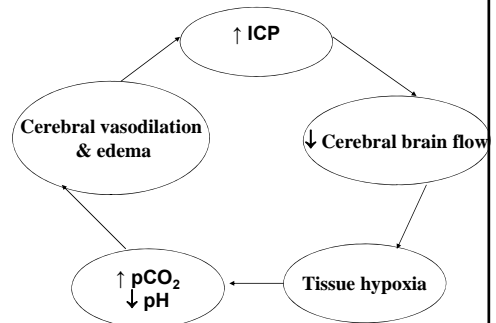 ↑ ICP
↓ Cerebral brain flow
Tissue hypoxia
↑ pCO₂
↓ pH
Cerebral vasodilation
& edema